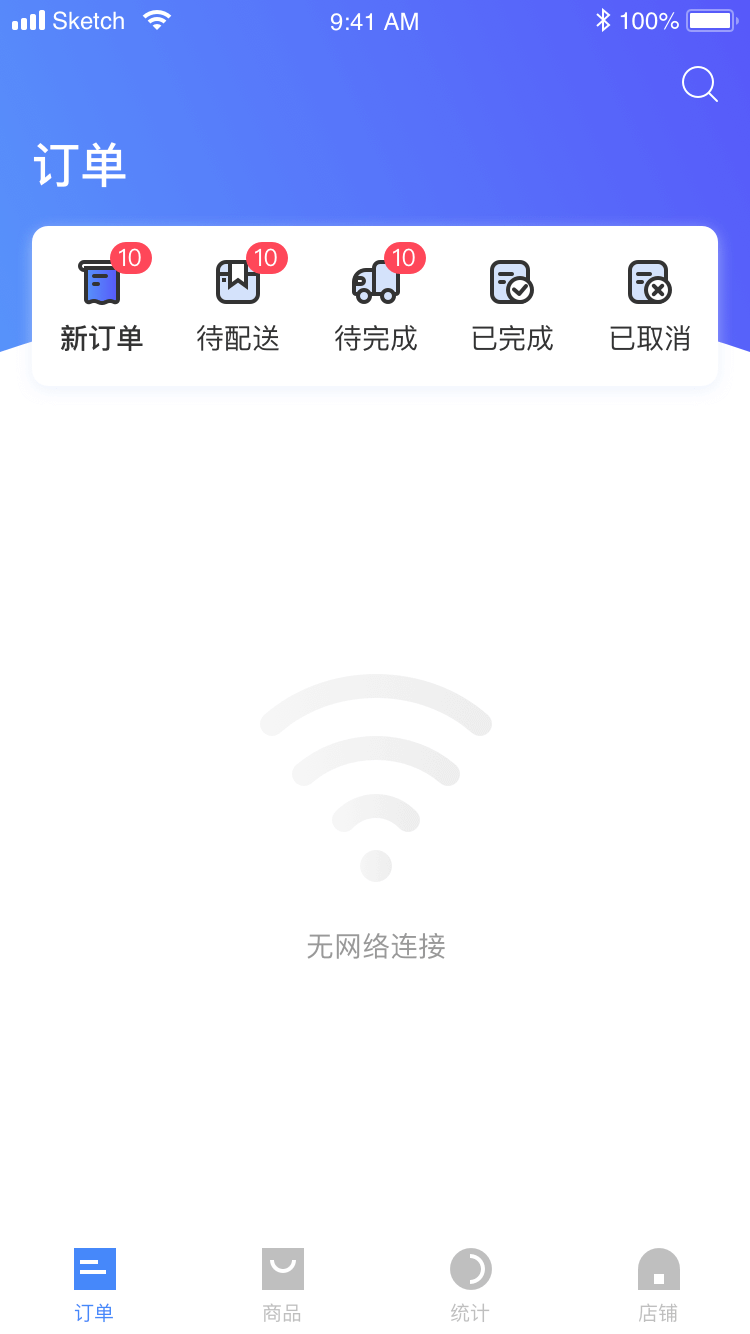 Sketch 9:41 AM 100%
订单
10 10 10
新订单 待配送 待完成 已完成 已取消
无网络连接
订单 商品 统计 店铺